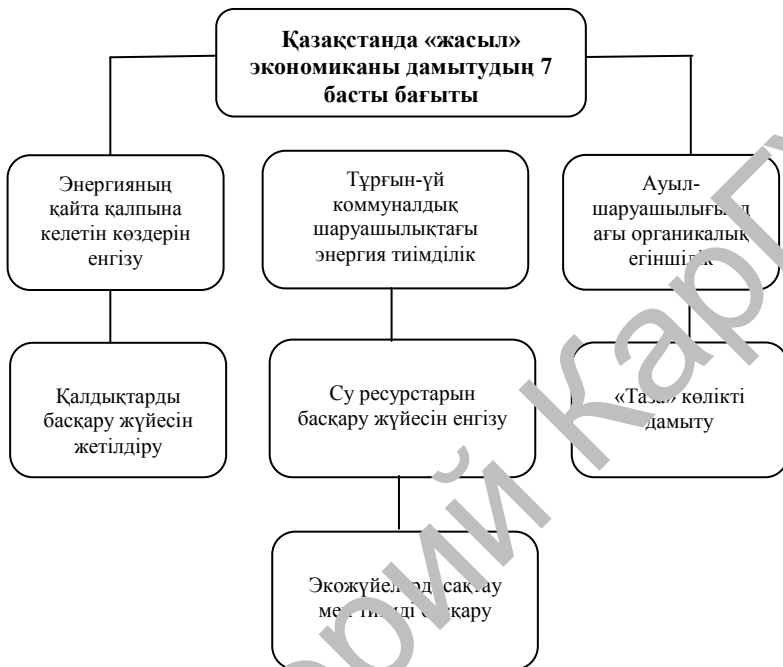 Қазақстанда «жасыл»
экономиканы дамытудың 7
басты бағыты
Энергияның
қайта қалпына
келетін көздерін
енгізу
Тұрғын-үй
коммуналдық
шаруашылықтағы
энергия тиімділік
Ауыл-
шаруашылығынд
ағы органикалық
егіншілік
Қалдықтарды
басқару жүйесін
жетілдіру
Су ресурстарын
басқару жүйесін енгізу
«Таза» көлікті
дамыту
Экожүйелерді сақтау
мен тиімді басқару